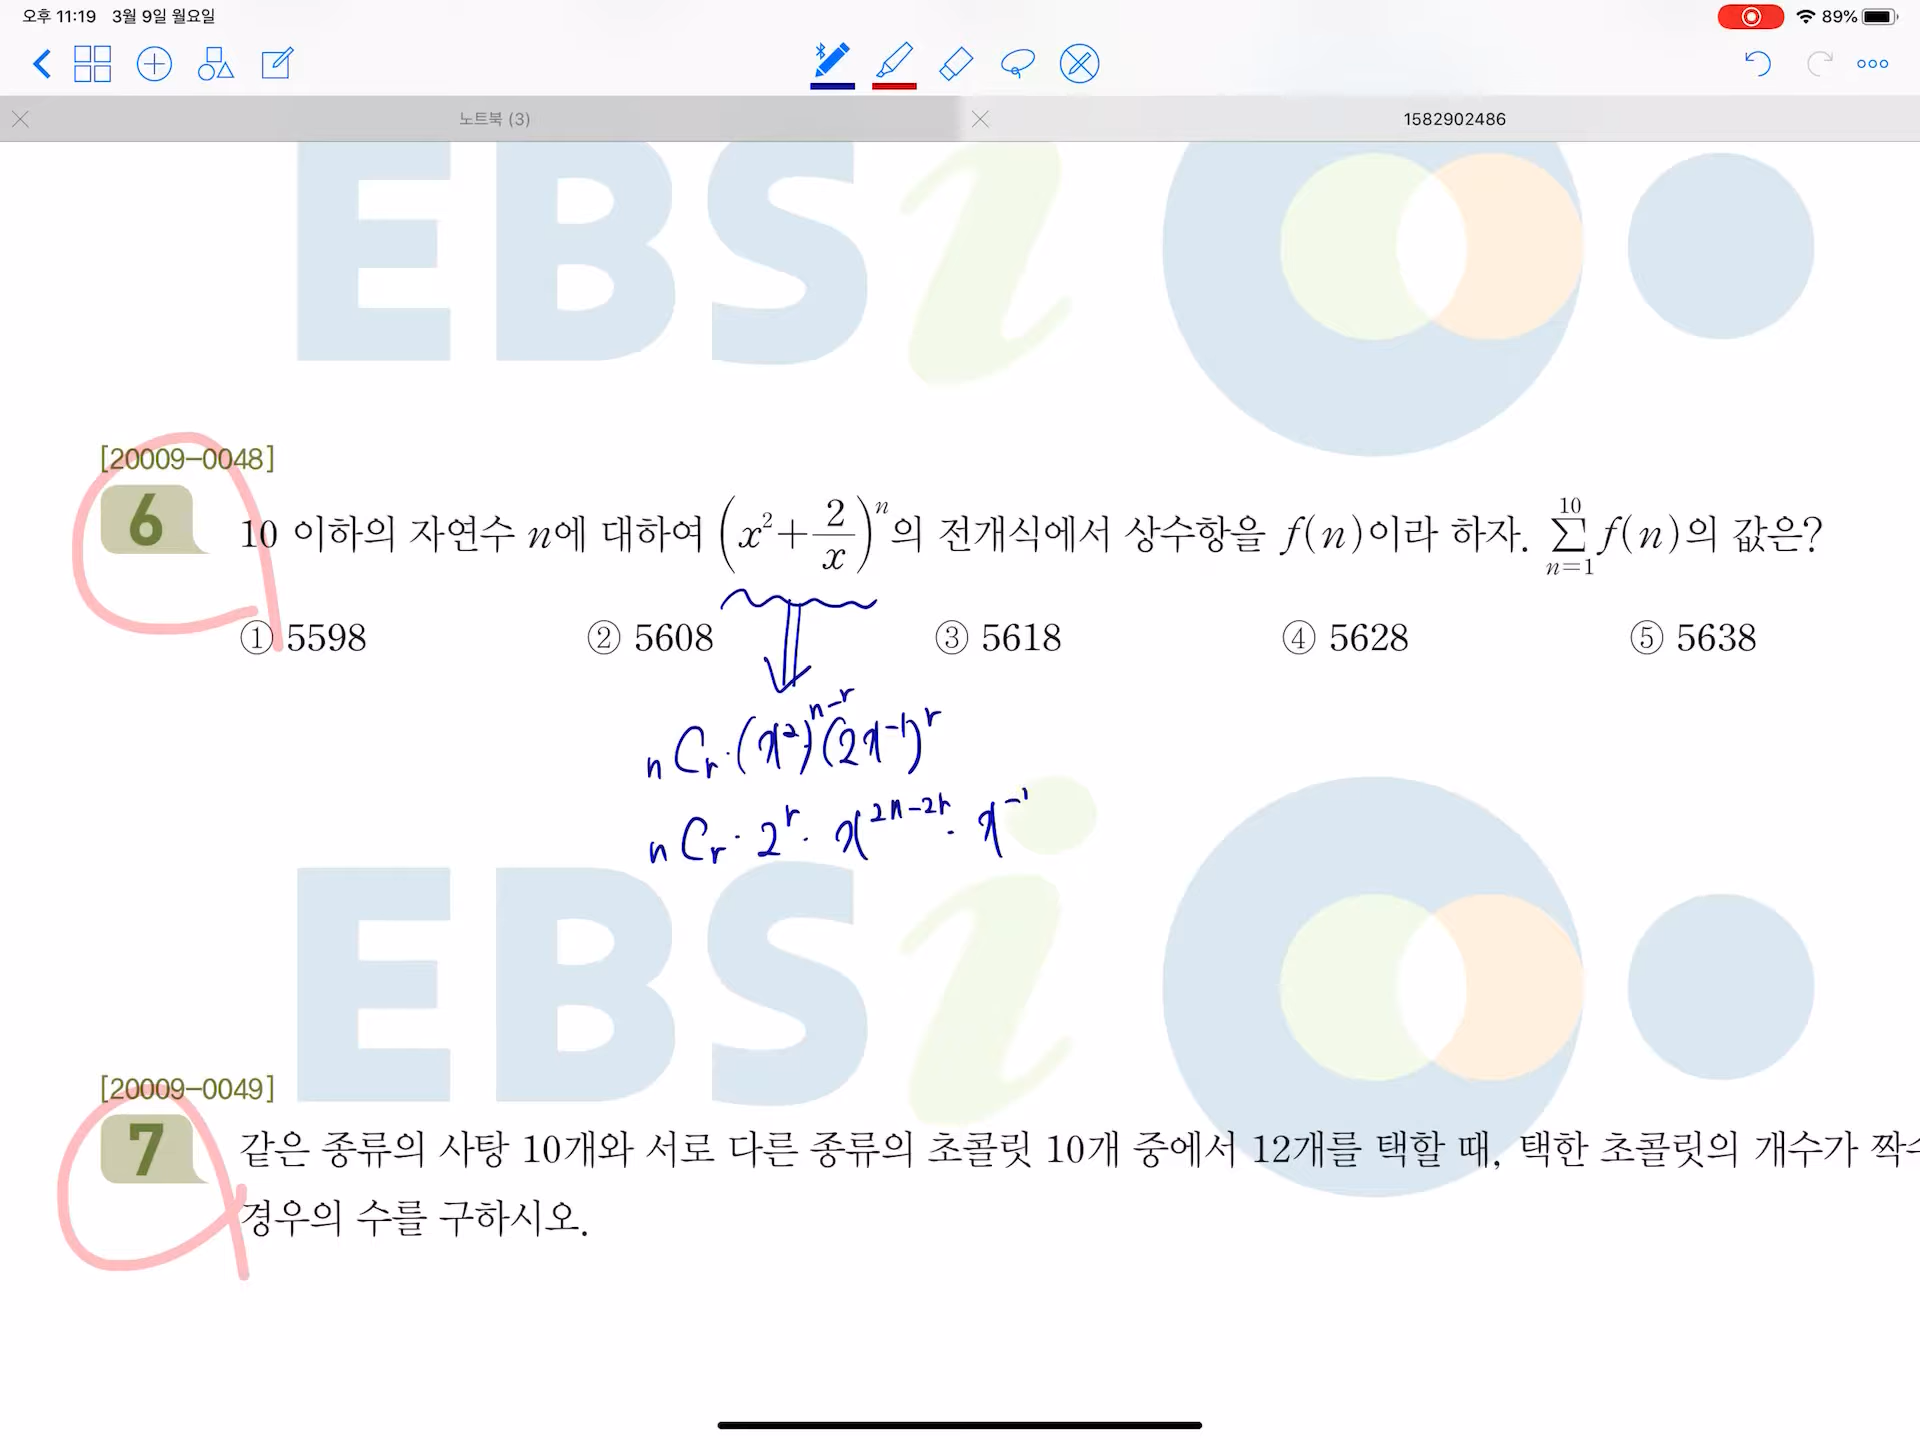 오후 11:19 3월 9일 월요일 89%
노트북 (3) 1582902486
EBSi
[20009-0048]
6 10 이하의 자연수 n에 대하여 (x²+2/x)ⁿ의 전개식에서 상수항을 f(n)이라 하자. ∑_{n=1}^{10} f(n)의 값은?
① 5598 ② 5608 ③ 5618 ④ 5628 ⑤ 5638
nCr·(x²)^{n-r}(2x⁻¹)^r
nCr·2^r·x^{2n-2r}·x⁻'
EBSi
[20009-0049]
7 같은 종류의 사탕 10개와 서로 다른 종류의 초콜릿 10개 중에서 12개를 택할 때, 택한 초콜릿의 개수가
경우의 수를 구하시오.